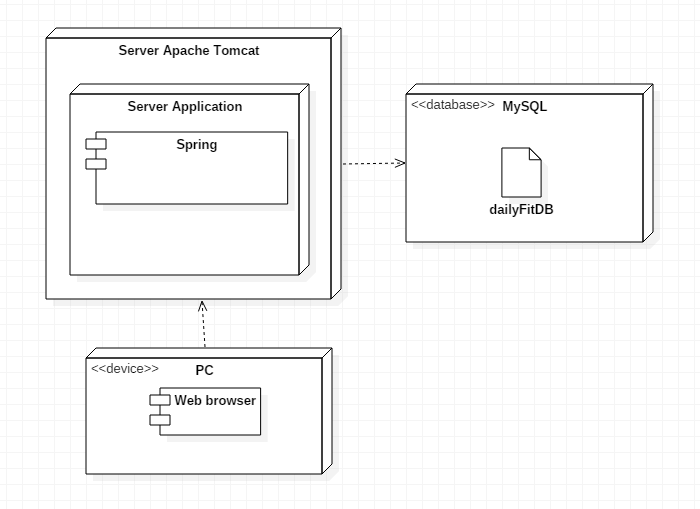 Server Apache Tomcat
Server Application
Spring
<<database>> MySQL
dailyFitDB
<<device>> PC
Web browser